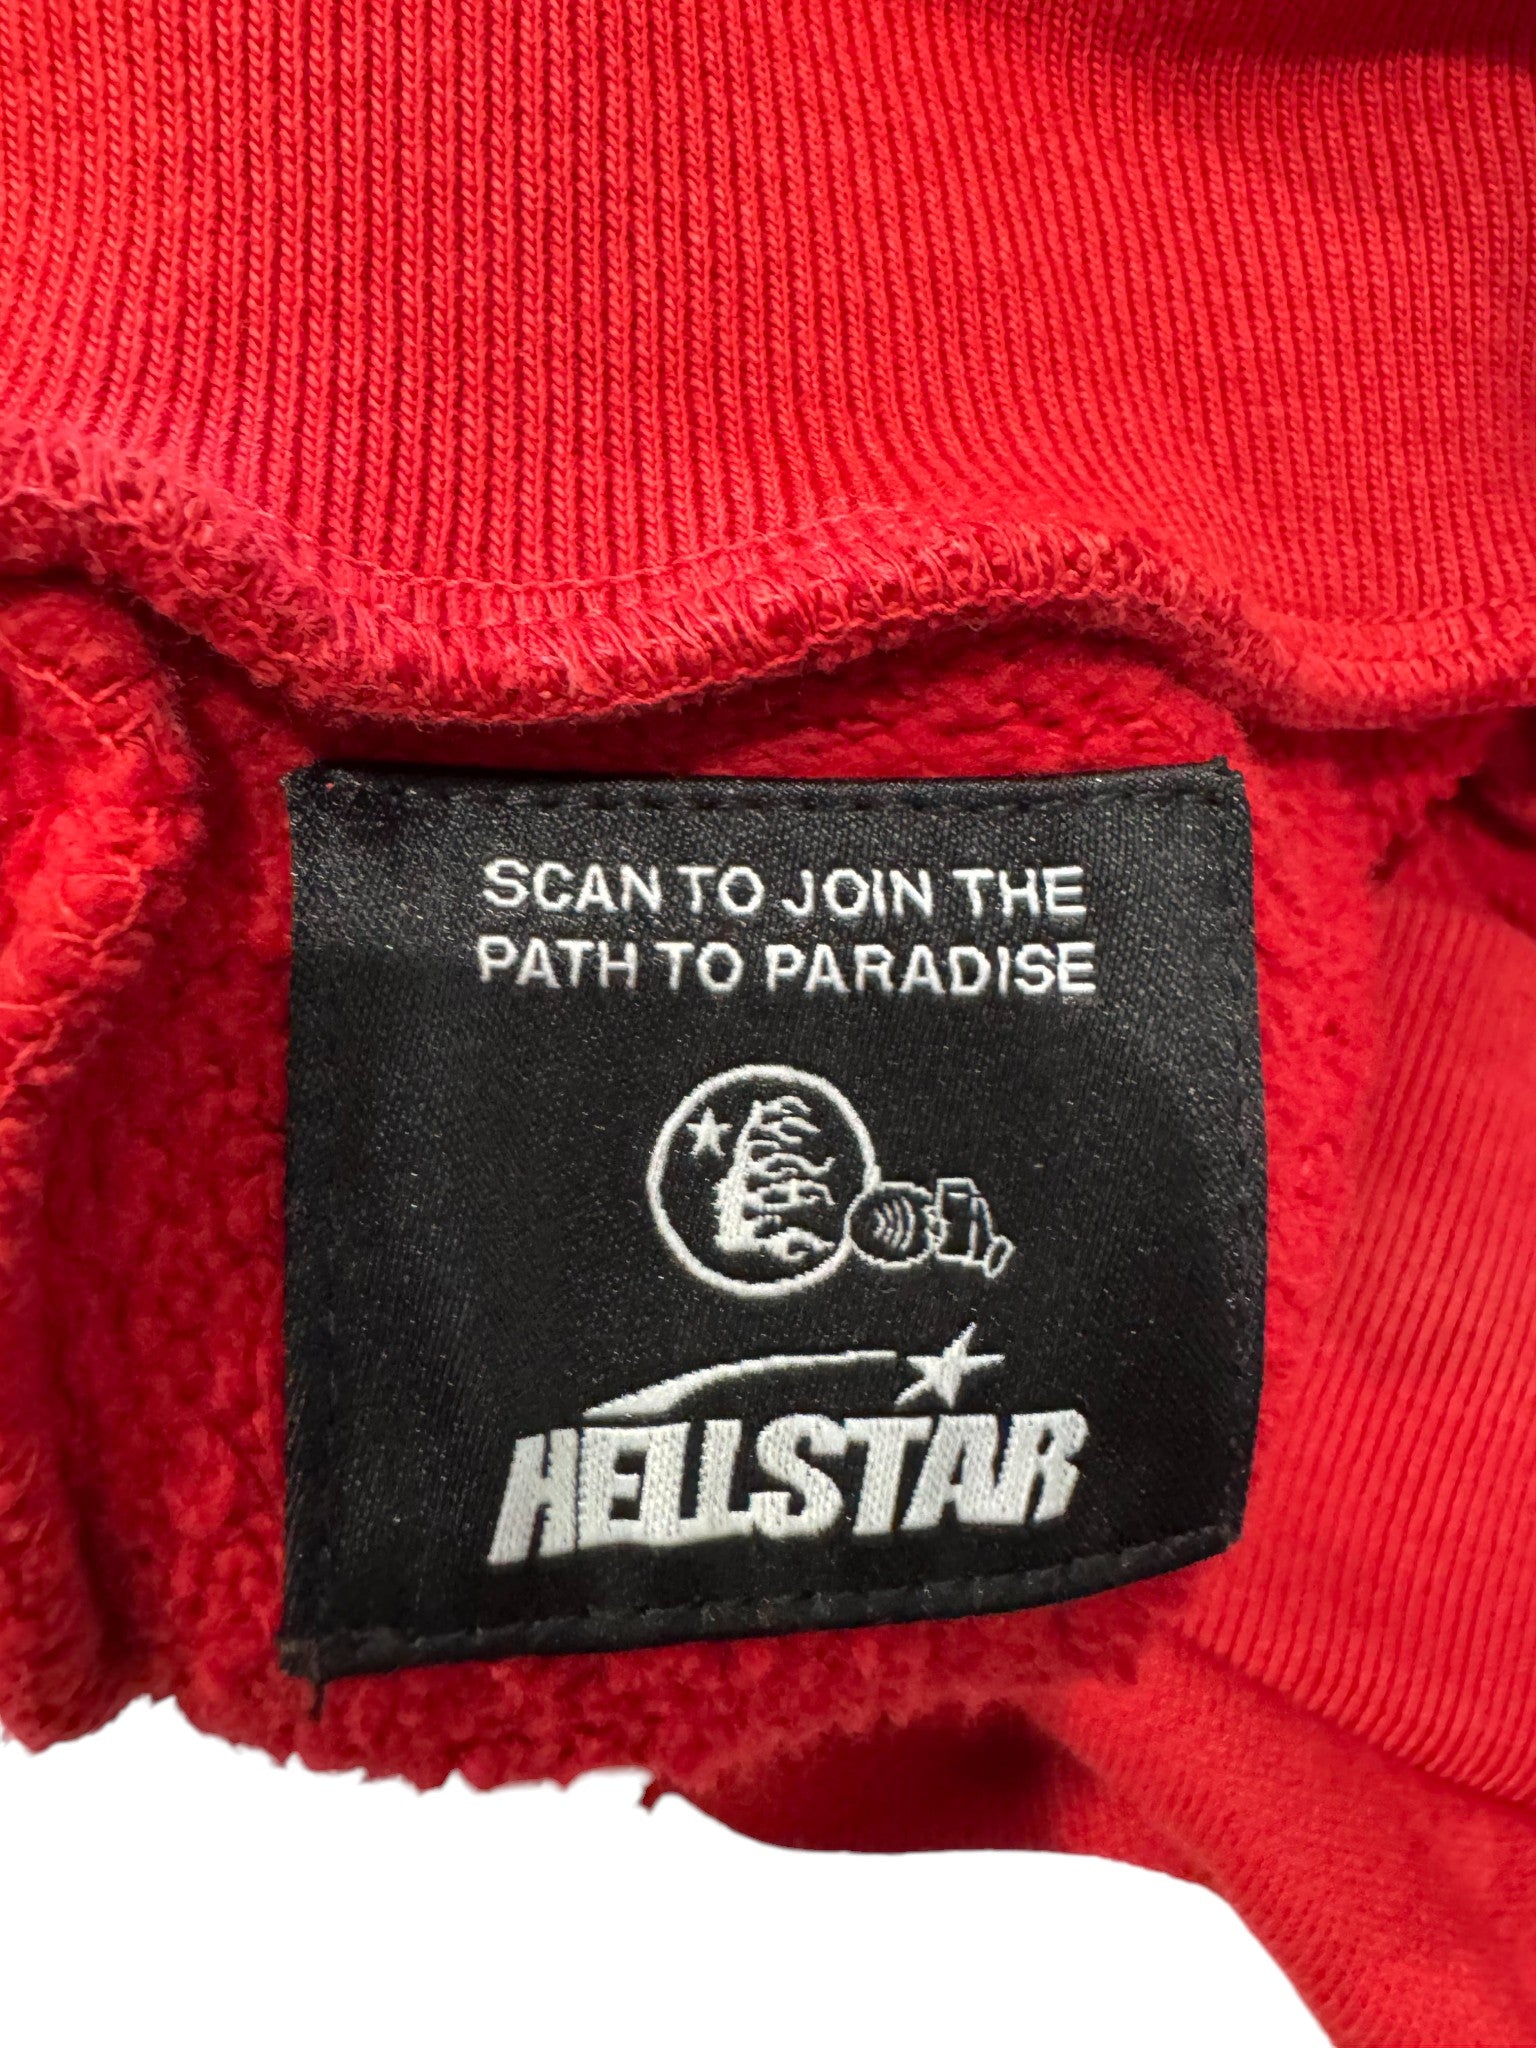 SCAN TO JOIN THE
PATH TO PARADISE
HELLSTAR